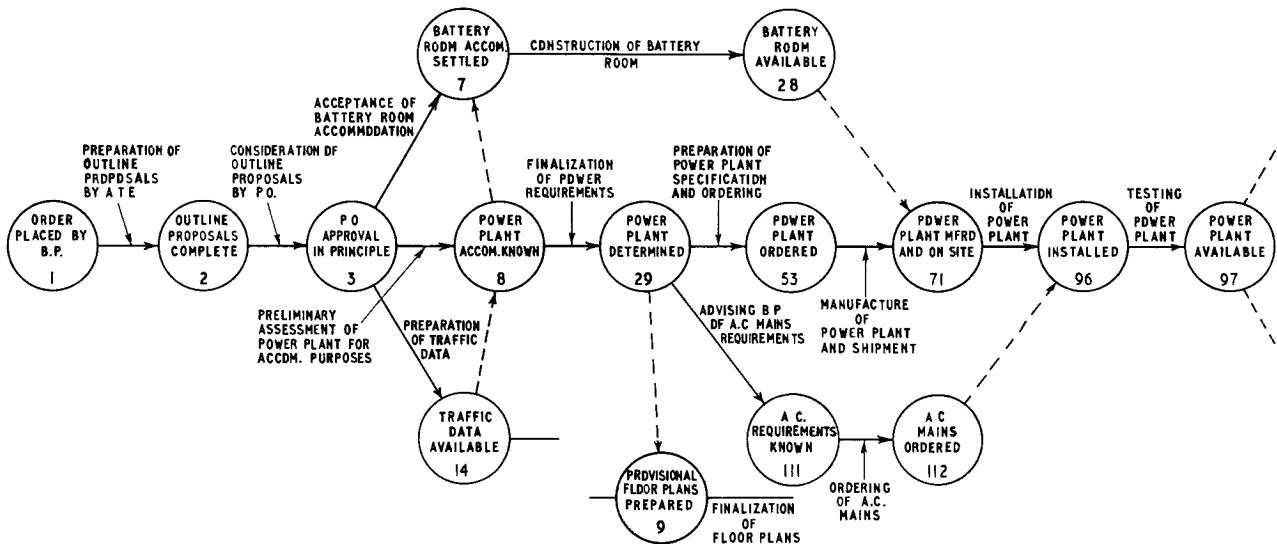 BATTERY
ROOM ACCOM.
SETTLED
7
CONSTRUCTION OF BATTERY
ROOM
BATTERY
ROOM
AVAILABLE
28
ACCEPTANCE OF
BATTERY ROOM
ACCOMMODATION
PREPARATION OF
OUTLINE
PROPOSALS
BY A T E
CONSIDERATION OF
OUTLINE
PROPOSALS
BY P.O.
FINALIZATION
OF POWER
REQUIREMENTS
PREPARATION OF
POWER PLANT
SPECIFICATION
AND ORDERING
INSTALLATION
OF POWER
PLANT
TESTING
OF POWER
PLANT
ORDER
PLACED BY
B.P.
1
OUTLINE
PROPOSALS
COMPLETE
2
P O
APPROVAL
IN PRINCIPLE
3
POWER
PLANT
ACCOM. KNOWN
8
POWER
PLANT
DETERMINED
29
POWER
PLANT
ORDERED
53
POWER
PLANT MFRD
AND ON SITE
71
POWER
PLANT
INSTALLED
96
POWER
PLANT
AVAILABLE
97
PRELIMINARY
ASSESSMENT OF
POWER PLANT FOR
ACCOM. PURPOSES
PREPARATION
OF TRAFFIC
DATA
ADVISING B P
OF A.C MAINS
REQUIREMENTS
MANUFACTURE
OF
POWER PLANT
AND SHIPMENT
TRAFFIC
DATA
AVAILABLE
14
A.C.
REQUIREMENTS
KNOWN
111
A C
MAINS
ORDERED
112
PROVISIONAL
FLOOR PLANS
PREPARED
9
FINALIZATION
OF
FLOOR PLANS
ORDERING
OF A.C.
MAINS